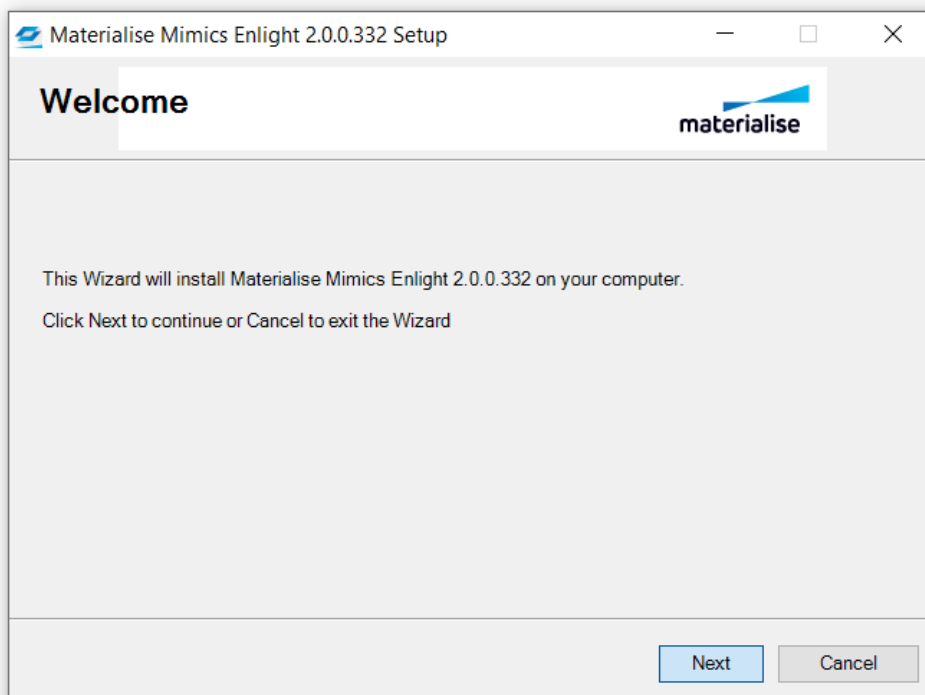 Materialise Mimics Enlight 2.0.0.332 Setup
Welcome
materialise
This Wizard will install Materialise Mimics Enlight 2.0.0.332 on your computer.
Click Next to continue or Cancel to exit the Wizard
Next
Cancel